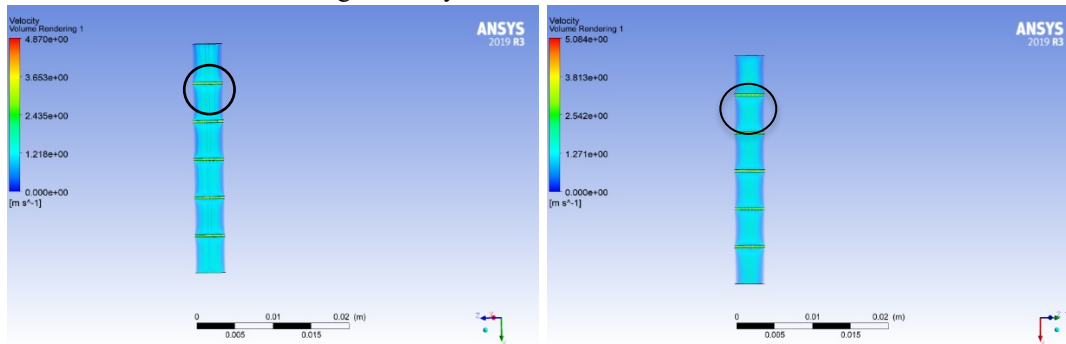 Velocity
Volume Rendering 1
4.870e+00
3.653e+00
2.435e+00
1.218e+00
0.000e+00
[m s^-1]
ANSYS
2019 R3
0 0.01 0.02 (m)
0.005 0.015
Z
Velocity
Volume Rendering 1
5.084e+00
3.813e+00
2.542e+00
1.271e+00
0.000e+00
[m s^-1]
ANSYS
2019 R3
0 0.01 0.02 (m)
0.005 0.015